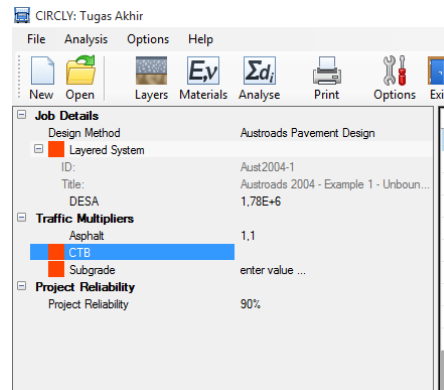 CIRCLY: Tugas Akhir
File Analysis Options Help
E,v Σdᵢ
New Open Layers Materials Analyse Print Options Exi
Job Details
Design Method Austroads Pavement Design
Layered System
ID: Aust2004-1
Title: Austroads 2004 - Example 1 - Unboun...
DESA 1,78E+6
Traffic Multipliers
Asphalt 1,1
CTB
Subgrade enter value ...
Project Reliability
Project Reliability 90%